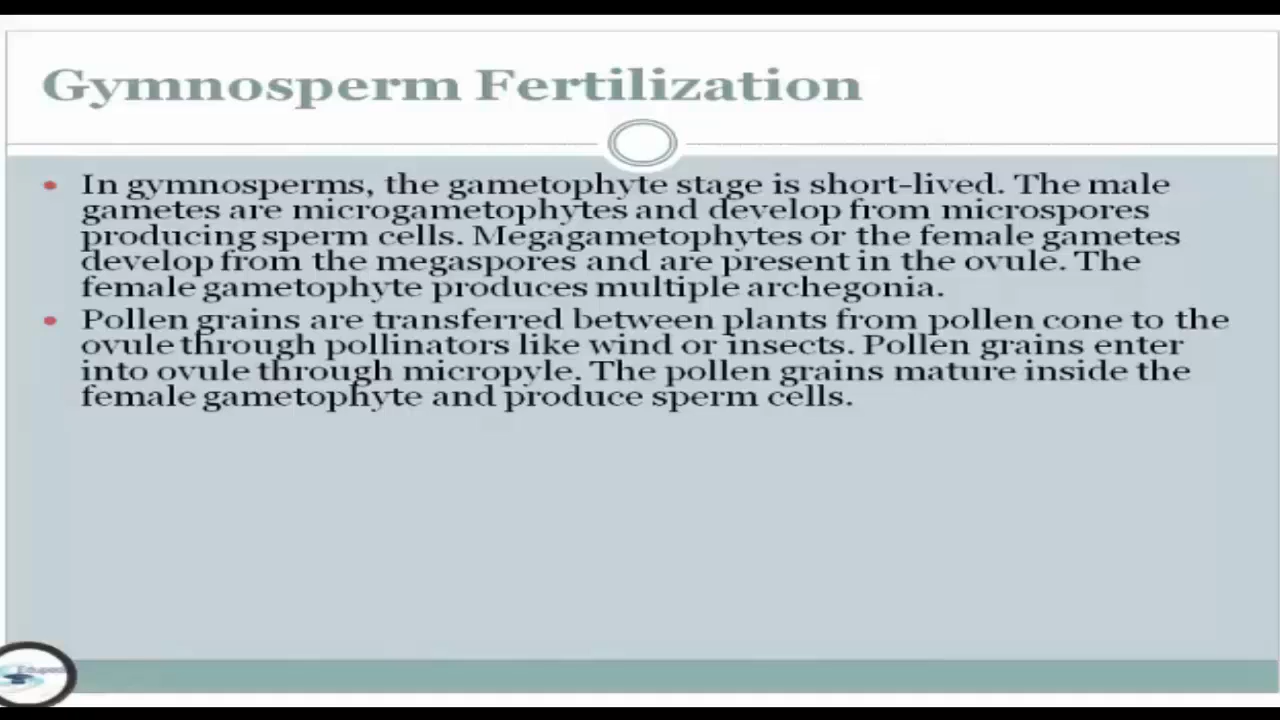 Gymnosperm Fertilization
In gymnosperms, the gametophyte stage is short-lived. The male
gametes are microgametophytes and develop from microspores
producing sperm cells. Megagametophytes or the female gametes
develop from the megaspores and are present in the ovule. The
female gametophyte produces multiple archegonia.
Pollen grains are transferred between plants from pollen cone to the
ovule through pollinators like wind or insects. Pollen grains enter
into ovule through micropyle. The pollen grains mature inside the
female gametophyte and produce sperm cells.